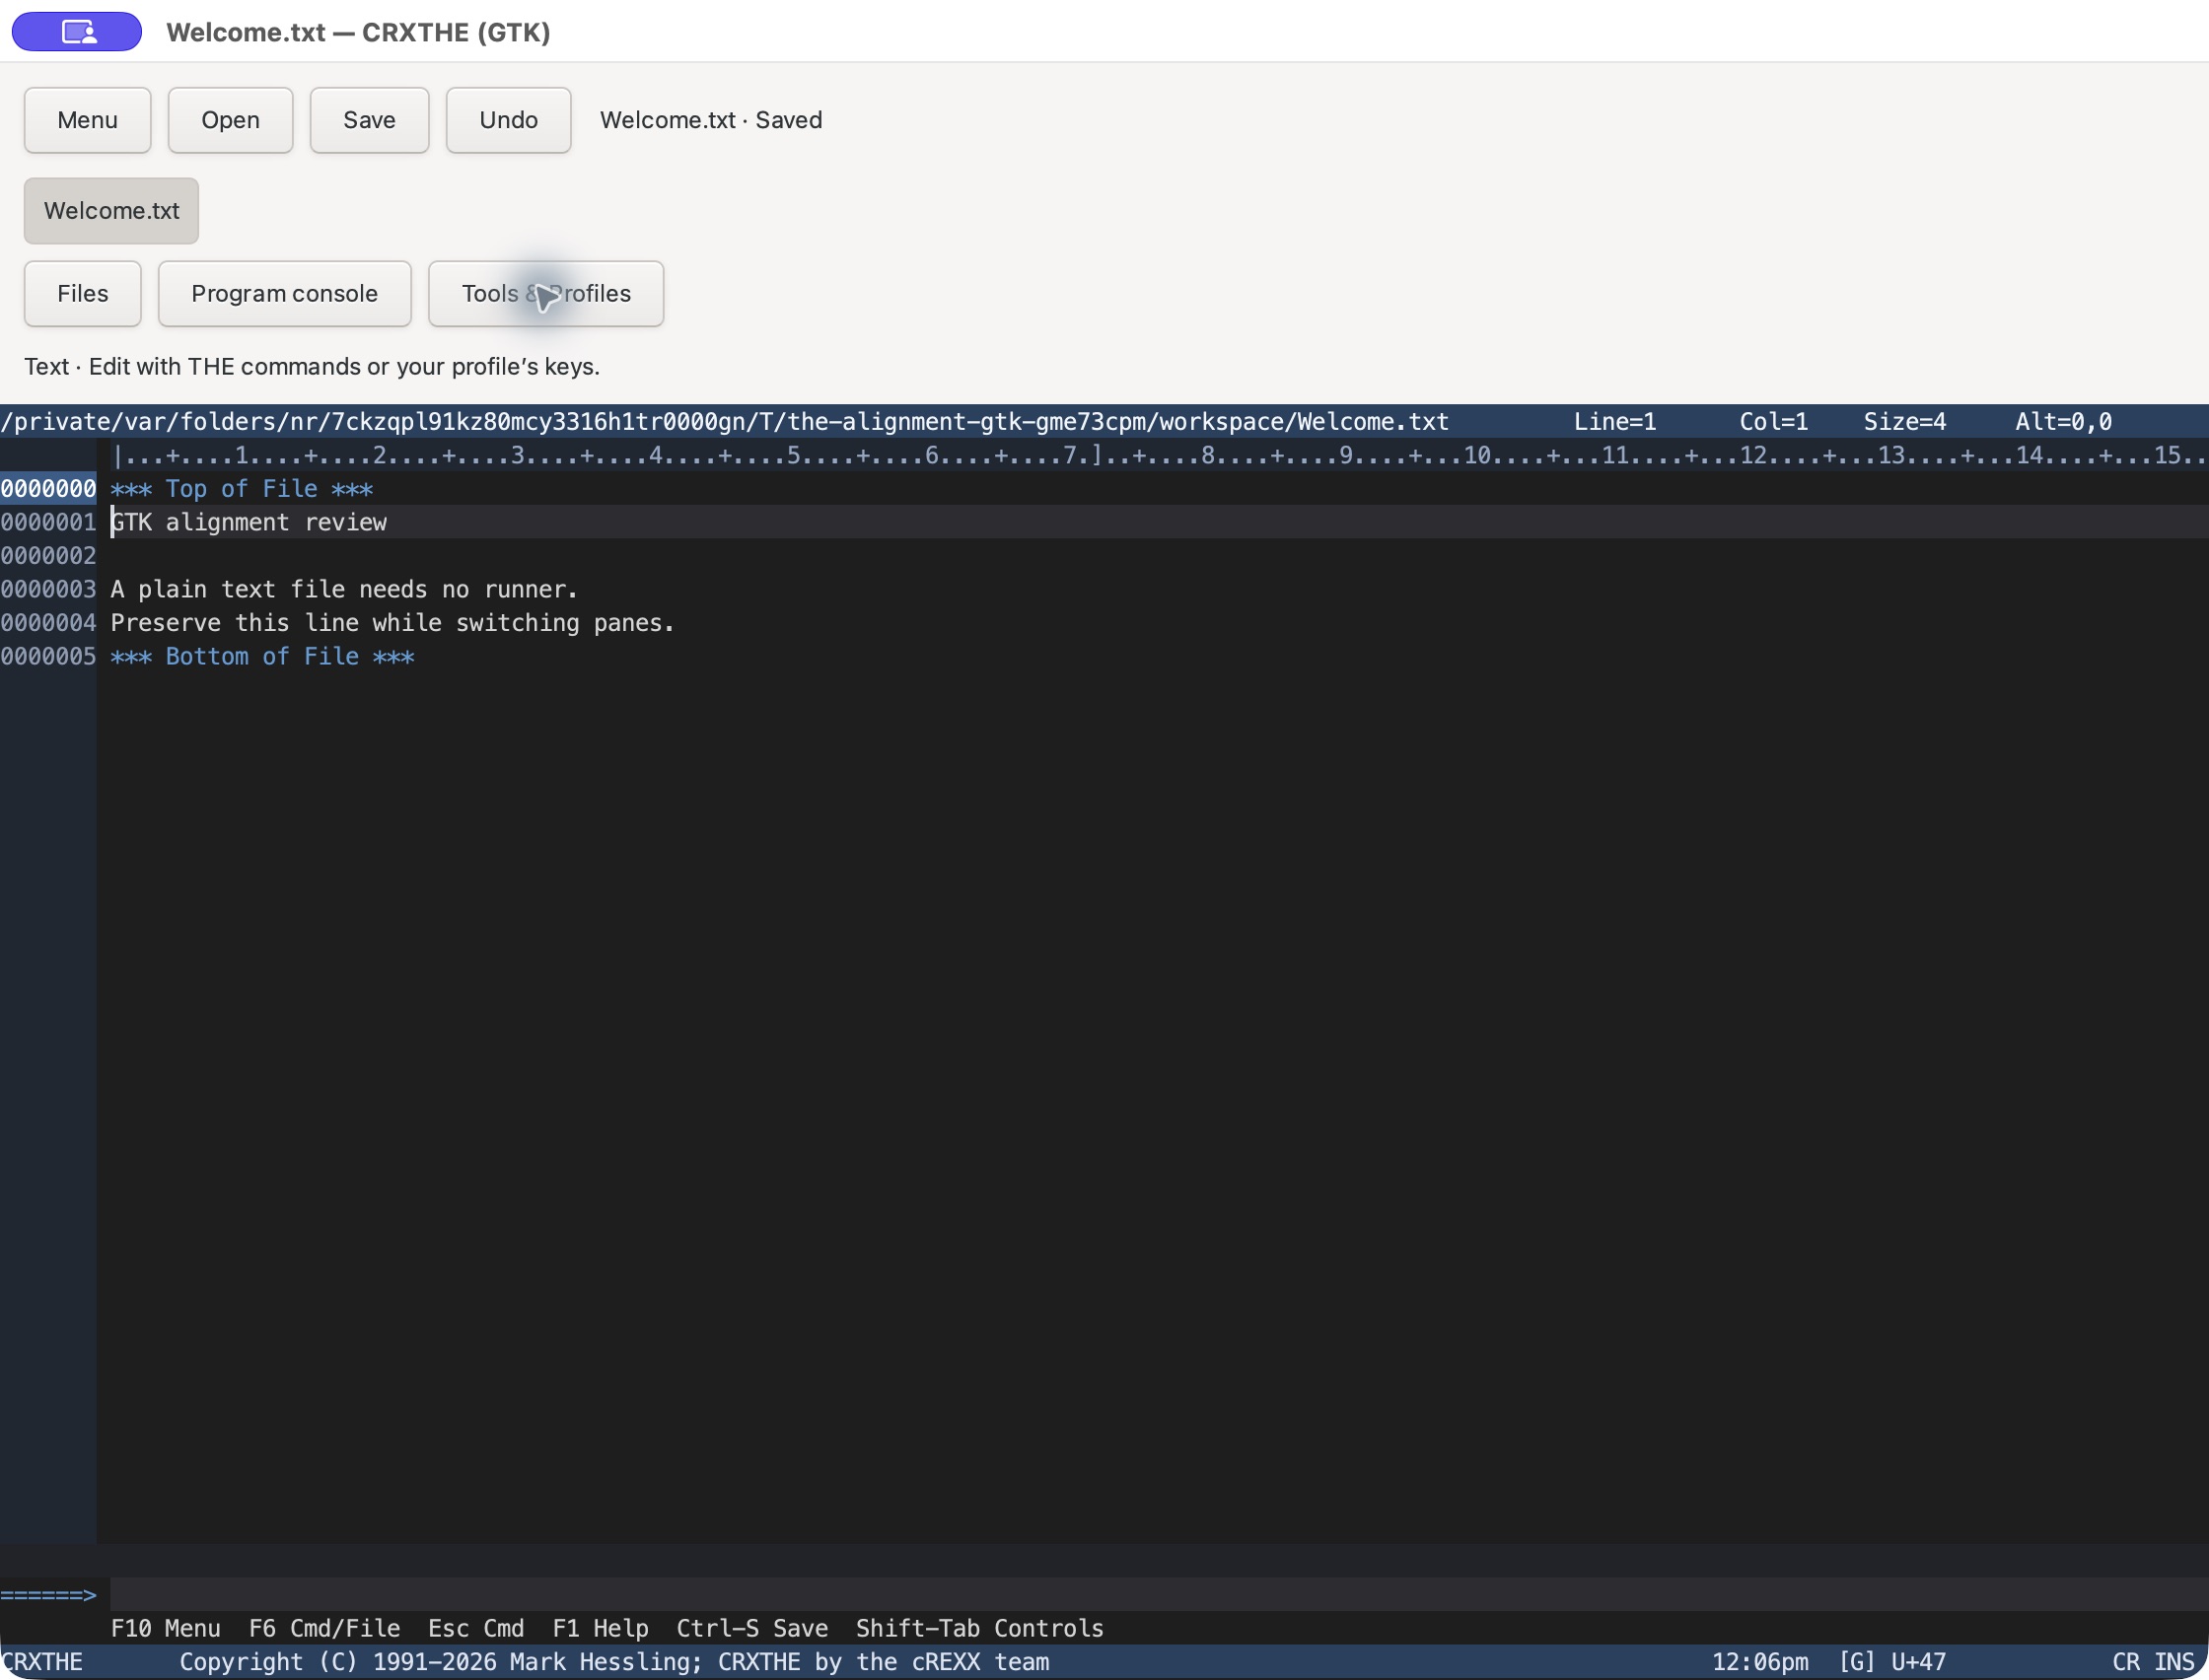 Welcome.txt — CRXTHE (GTK)
Menu Open Save Undo Welcome.txt · Saved
Welcome.txt
Files Program console Tools & Profiles
Text · Edit with THE commands or your profile’s keys.
/private/var/folders/nr/7ckzqpl91kz80mcy3316h1tr0000gn/T/the-alignment-gtk-gme73cpm/workspace/Welcome.txt Line=1 Col=1 Size=4 Alt=0,0
|...+....1....+....2....+....3....+....4....+....5....+....6....+....7.]..+....8....+....9....+...10....+...11....+...12....+...13....+...14....+...15..
0000000 *** Top of File ***
0000001 GTK alignment review
0000002
0000003 A plain text file needs no runner.
0000004 Preserve this line while switching panes.
0000005 *** Bottom of File ***
======>
F10 Menu F6 Cmd/File Esc Cmd F1 Help Ctrl-S Save Shift-Tab Controls
CRXTHE Copyright (C) 1991-2026 Mark Hessling; CRXTHE by the cREXX team 12:06pm [G] U+47 CR INS